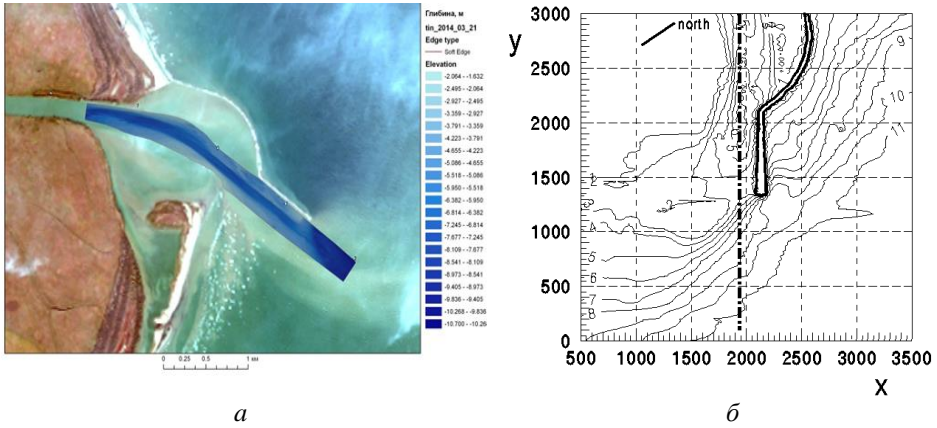 Глибина, м
tin_2014_03_21
Edge type
Soft Edge
Elevation
-2.064 - -1.632
-2.495 - -2.064
-2.927 - -2.495
-3.359 - -2.927
-3.791 - -3.359
-4.223 - -3.791
-4.655 - -4.223
-5.086 - -4.655
-5.518 - -5.086
-5.950 - -5.518
-6.382 - -5.950
-6.814 - -6.382
-7.245 - -6.814
-7.677 - -7.245
-8.109 - -7.677
-8.541 - -8.109
-8.973 - -8.541
-9.405 - -8.973
-9.836 - -9.405
-10.268 - -9.836
-10.700 - -10.26
0 0.25 0.5 1 км
а
y
3000
2500
2000
1500
1000
500
0
north
9
10
11
4
5
6
7
8
500 1000 1500 2000 2500 3000 3500
x
б